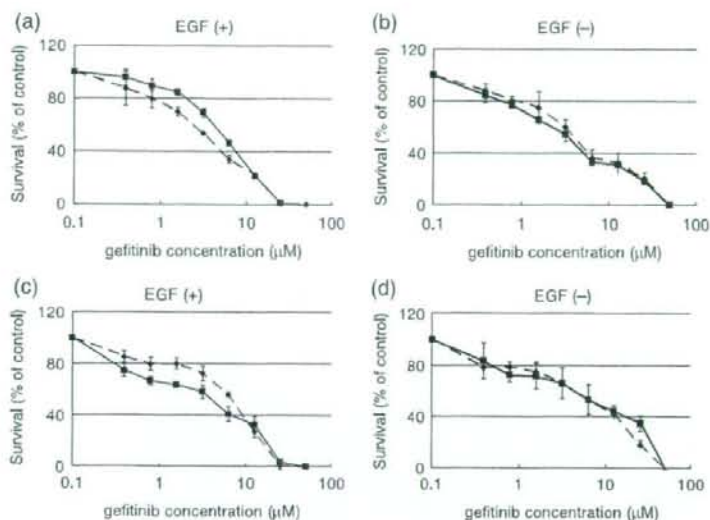 (a)
EGF (+)
120
80
40
0
Survival (% of control)
0.1 1 10 100
gefitinib concentration (µM)
(b)
EGF (−)
120
80
40
0
Survival (% of control)
0.1 1 10 100
gefitinib concentration (µM)
(c)
EGF (+)
120
80
40
0
Survival (% of control)
0.1 1 10 100
gefitinib concentration (µM)
(d)
EGF (−)
120
80
40
0
Survival (% of control)
0.1 1 10 100
gefitinib concentration (µM)